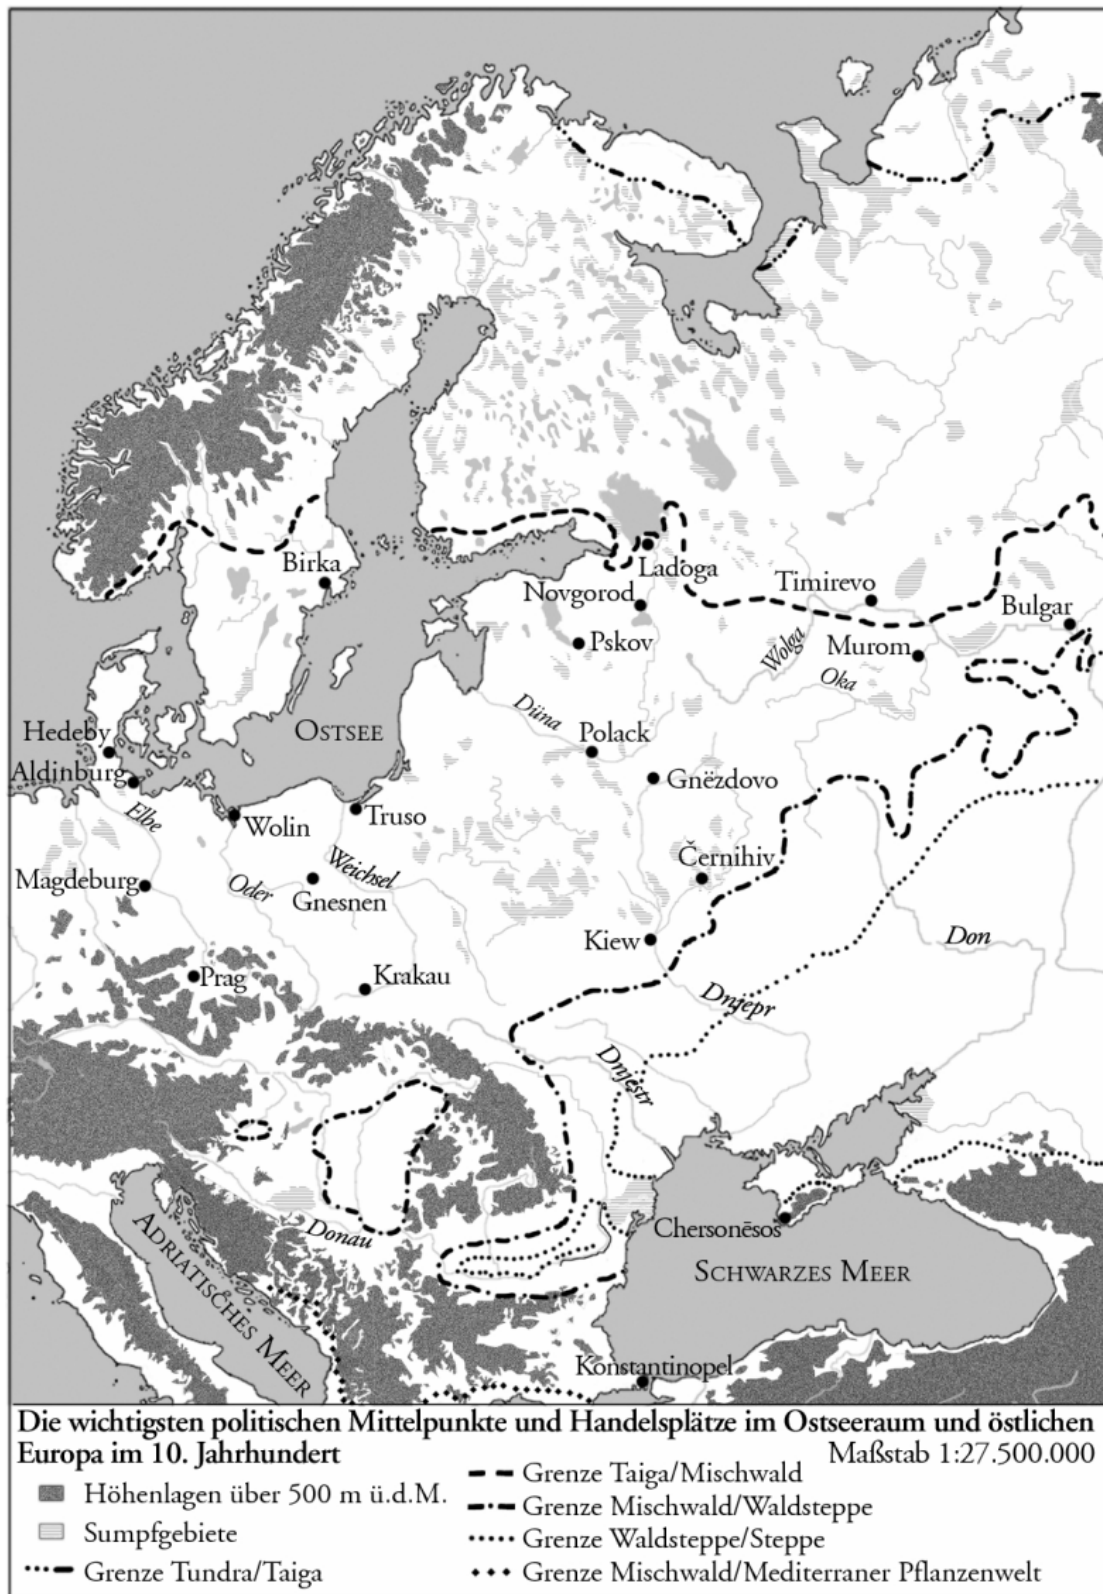 Birka
Ladoga
Novgorod
Timirevo
Bulgar
Pskov
Wolga
Murom
Oka
Düna
Hedeby
OSTSEE
Polack
Aldinburg
Gnëzdovo
Elbe
Wolin
Truso
Černihiv
Weichsel
Magdeburg
Oder
Gnesnen
Kiew
Don
Prag
Krakau
Dnjepr
Dnjestr
Donau
Chersonēsos
ADRIATISCHES MEER
SCHWARZES MEER
Konstantinopel
Die wichtigsten politischen Mittelpunkte und Handelsplätze im Ostseeraum und östlichen
Europa im 10. Jahrhundert
Maßstab 1:27.500.000
Höhenlagen über 500 m ü.d.M.
Sumpfgebiete
Grenze Tundra/Taiga
Grenze Taiga/Mischwald
Grenze Mischwald/Waldsteppe
Grenze Waldsteppe/Steppe
Grenze Mischwald/Mediterraner Pflanzenwelt